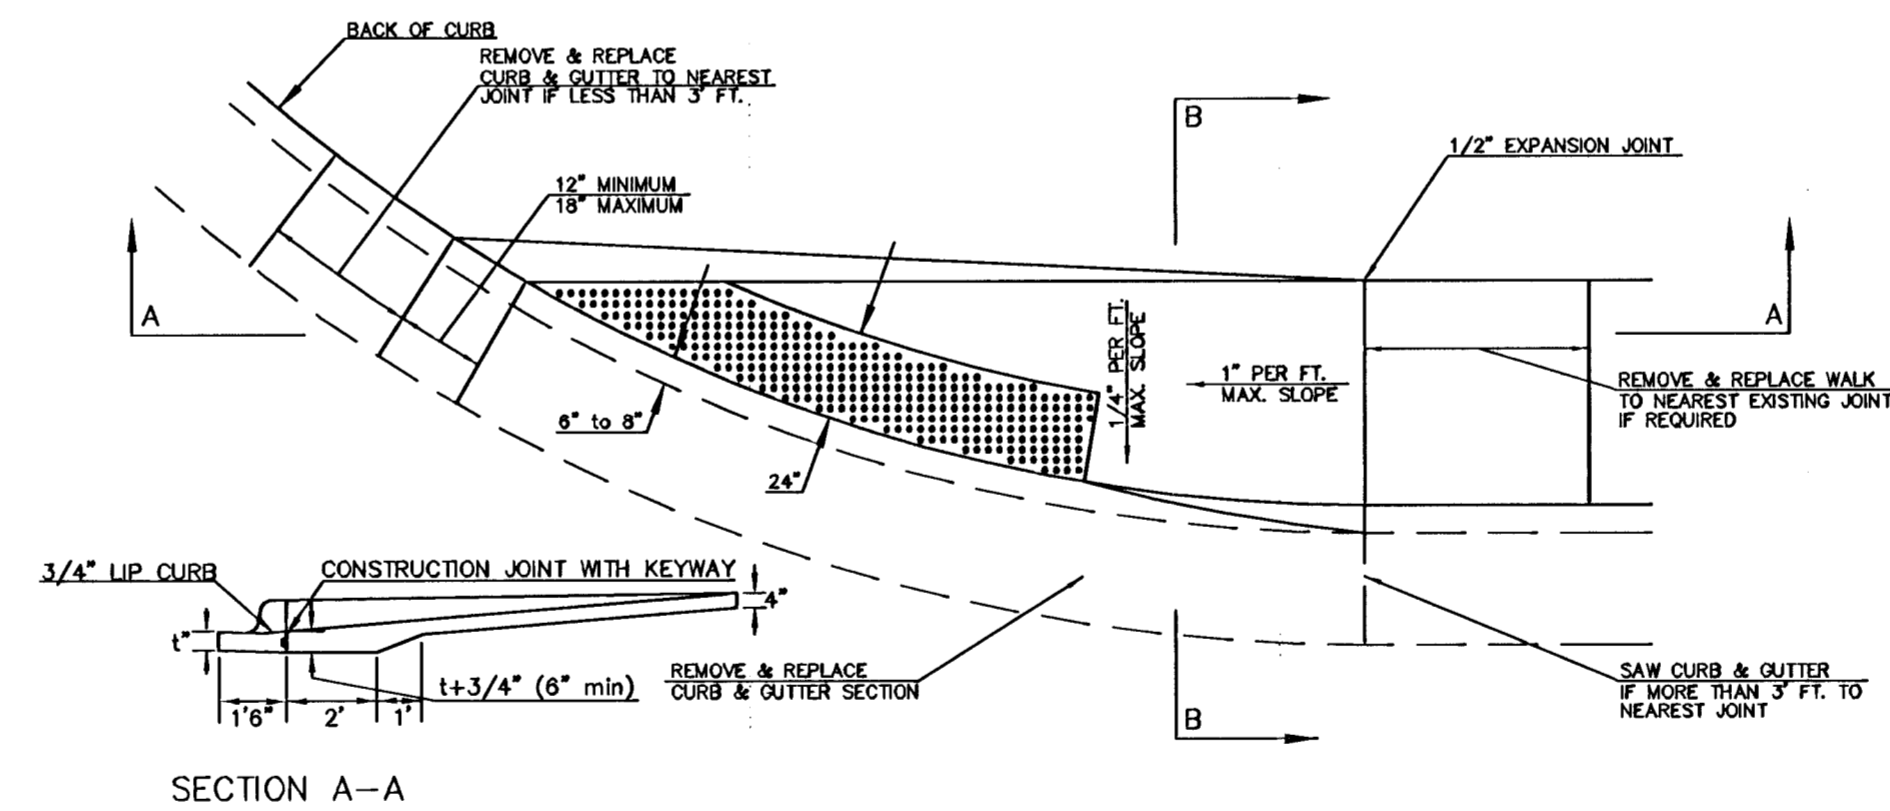 BACK OF CURB
REMOVE & REPLACE
CURB & GUTTER TO NEAREST
JOINT IF LESS THAN 3' FT.
12" MINIMUM
18" MAXIMUM
B
1/2" EXPANSION JOINT
A
A
1/4" PER FT.
MAX. SLOPE
1" PER FT.
MAX. SLOPE
REMOVE & REPLACE WALK
TO NEAREST EXISTING JOINT
IF REQUIRED
6" to 8"
24"
3/4" LIP CURB
CONSTRUCTION JOINT WITH KEYWAY
4"
t"
t+3/4" (6" min)
1'6"
2'
1'
REMOVE & REPLACE
CURB & GUTTER SECTION
SAW CURB & GUTTER
IF MORE THAN 3' FT. TO
NEAREST JOINT
B
SECTION A-A